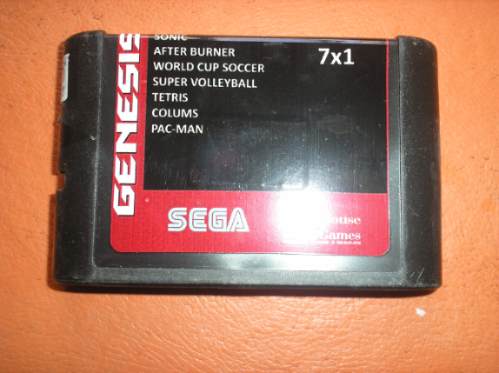 GENESIS
SONIC
AFTER BURNER
WORLD CUP SOCCER
SUPER VOLLEYBALL
TETRIS
COLUMS
PAC-MAN
7x1
SEGA
ouse
Games